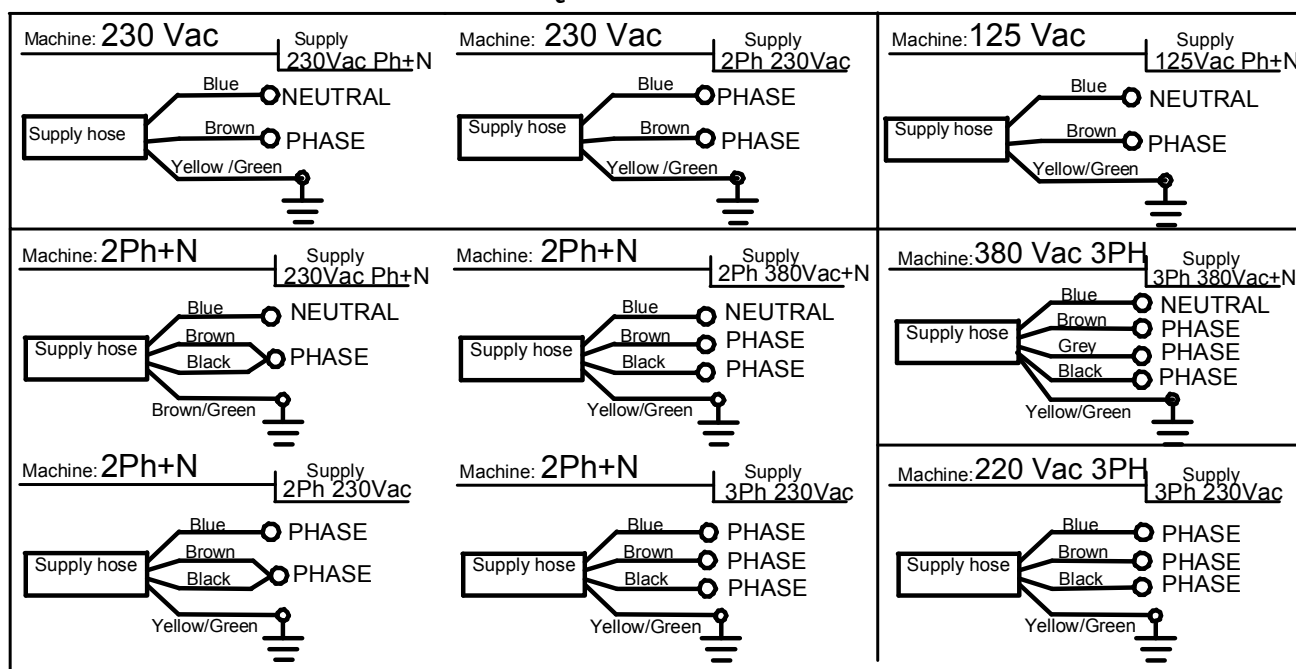 Machine: 230 Vac
Supply
230Vac Ph+N
Blue
NEUTRAL
Supply hose
Brown
PHASE
Yellow /Green
Machine: 230 Vac
Supply
2Ph 230Vac
Blue
PHASE
Supply hose
Brown
PHASE
Yellow /Green
Machine: 125 Vac
Supply
125Vac Ph+N
Blue
NEUTRAL
Supply hose
Brown
PHASE
Yellow/Green
Machine: 2Ph+N
Supply
230Vac Ph+N
Blue
NEUTRAL
Brown
Supply hose
PHASE
Black
Brown/Green
Machine: 2Ph+N
Supply
2Ph 380Vac+N
Blue
NEUTRAL
Brown
PHASE
Supply hose
Black
PHASE
Yellow/Green
Machine: 380 Vac 3PH
Supply
3Ph 380Vac+N
Blue
NEUTRAL
Brown
PHASE
Supply hose
Grey
PHASE
Black
PHASE
Yellow/Green
Machine: 2Ph+N
Supply
2Ph 230Vac
Blue
PHASE
Brown
Supply hose
PHASE
Black
Yellow/Green
Machine: 2Ph+N
Supply
3Ph 230Vac
Blue
PHASE
Brown
PHASE
Supply hose
Black
PHASE
Yellow/Green
Machine: 220 Vac 3PH
Supply
3Ph 230Vac
Blue
PHASE
Brown
PHASE
Supply hose
Black
PHASE
Yellow/Green